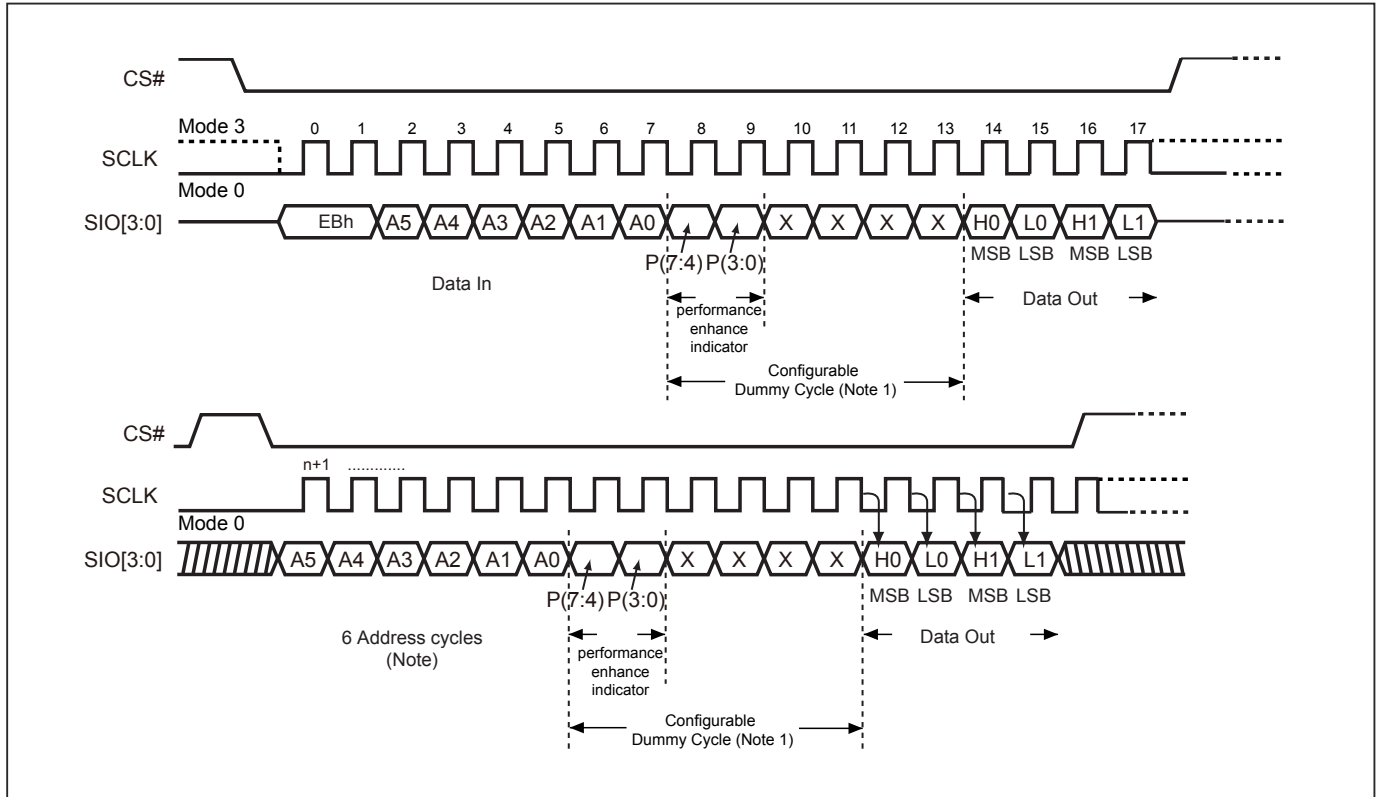 CS#
Mode 3
0 1 2 3 4 5 6 7 8 9 10 11 12 13 14 15 16 17
SCLK
Mode 0
SIO[3:0] EBh A5 A4 A3 A2 A1 A0 X X X X H0 L0 H1 L1
MSB LSB MSB LSB
P(7:4) P(3:0)
Data In
Data Out
performance
enhance
indicator
Configurable
Dummy Cycle (Note 1)
CS#
n+1 .............
SCLK
Mode 0
SIO[3:0] A5 A4 A3 A2 A1 A0 X X X X H0 L0 H1 L1
MSB LSB MSB LSB
P(7:4) P(3:0)
6 Address cycles
(Note)
Data Out
performance
enhance
indicator
Configurable
Dummy Cycle (Note 1)